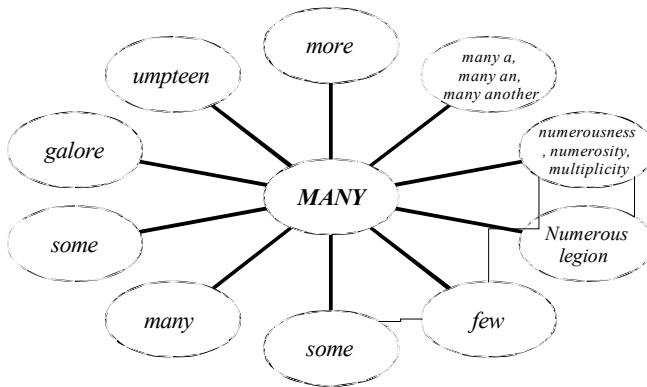 more
many a,
many an,
many another
umpteen
numerousness
, numerosity,
multiplicity
galore
MANY
some
Numerous
legion
many
few
some